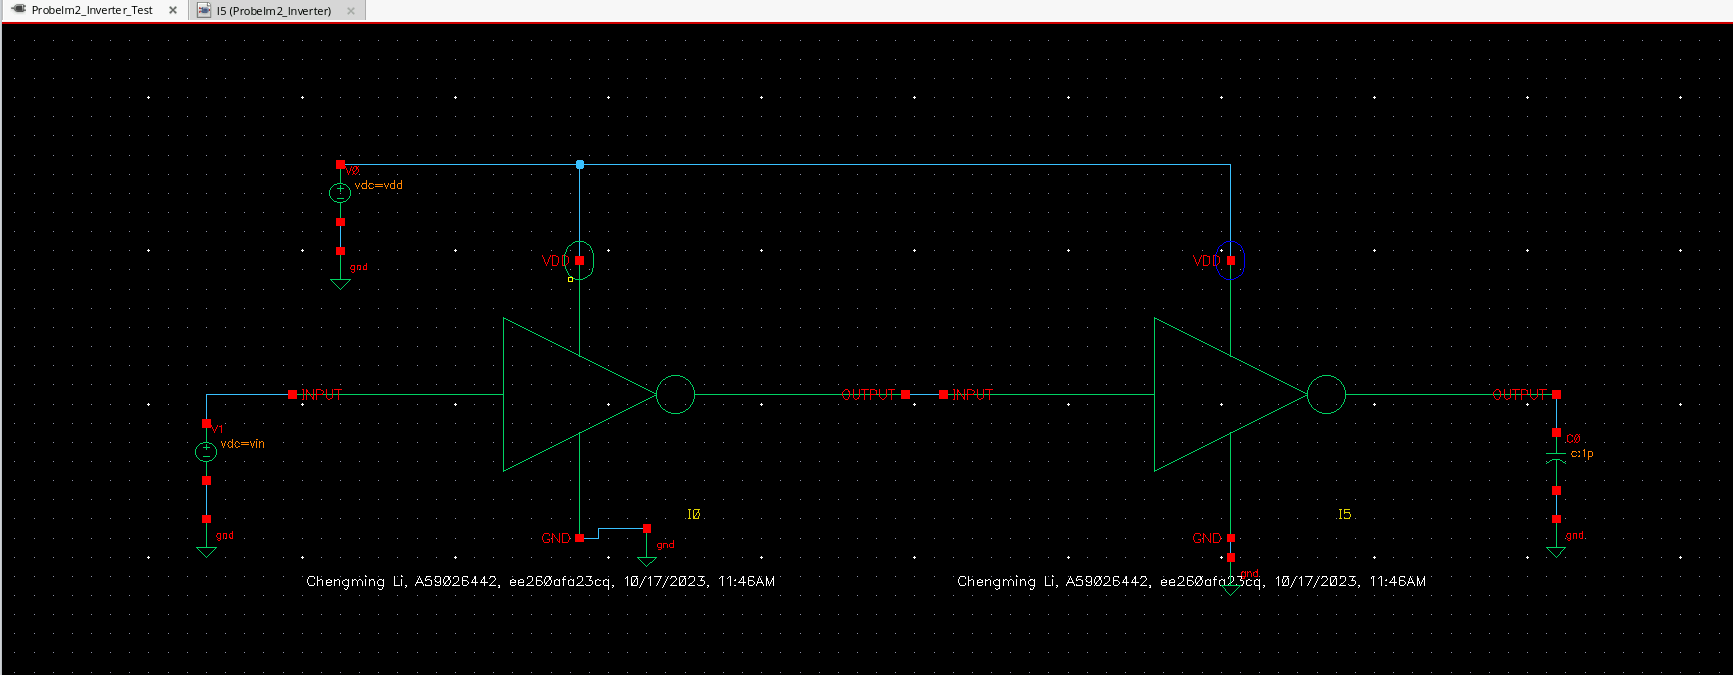 Probelm2_Inverter_Test
I5 (Probelm2_Inverter)
V0
vdc=vdd
gnd
VDD
VDD
INPUT
OUTPUT
INPUT
OUTPUT
V1
vdc=vin
gnd
C0
c:1p
gnd
I0
I5
GND
gnd
GND
gnd
Chengming Li, A59026442, ee260afa23cq, 10/17/2023, 11:46AM
Chengming Li, A59026442, ee260afa23cq, 10/17/2023, 11:46AM